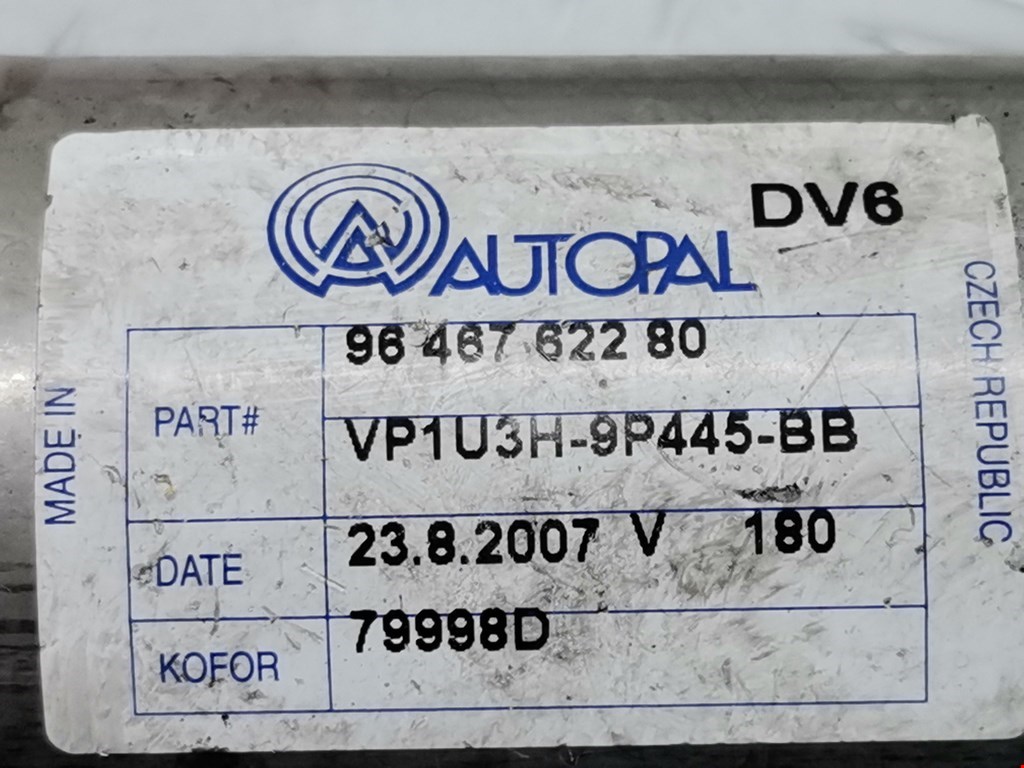 DV6
AUTOPAL
96 467 622 80
PART#
VP1U3H-9P445-BB
DATE
23.8.2007 V 180
KOFOR
79998D
MADE IN
CZECH REPUBLIC